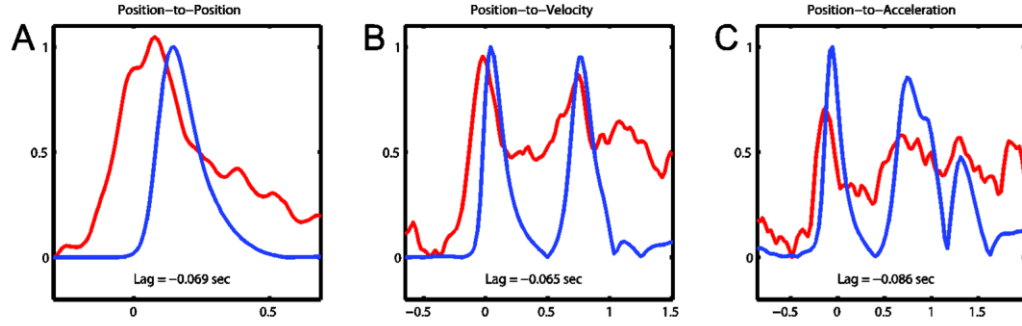 Position-to-Position
Position-to-Velocity
Position-to-Acceleration
A
B
C
1
0.5
0
Lag = -0.069 sec
0
0.5
1
0.5
0
Lag = -0.065 sec
-0.5
0
0.5
1
1.5
1
0.5
0
Lag = -0.086 sec
-0.5
0
0.5
1
1.5